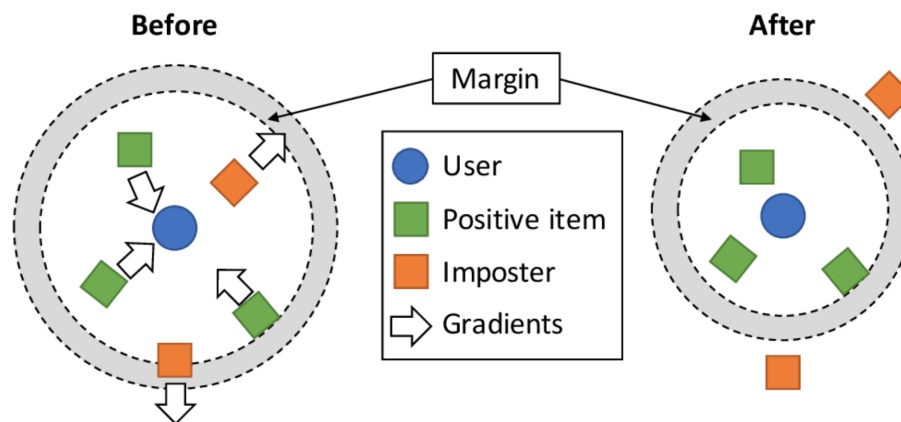 Before
After
Margin
User
Positive item
Imposter
Gradients